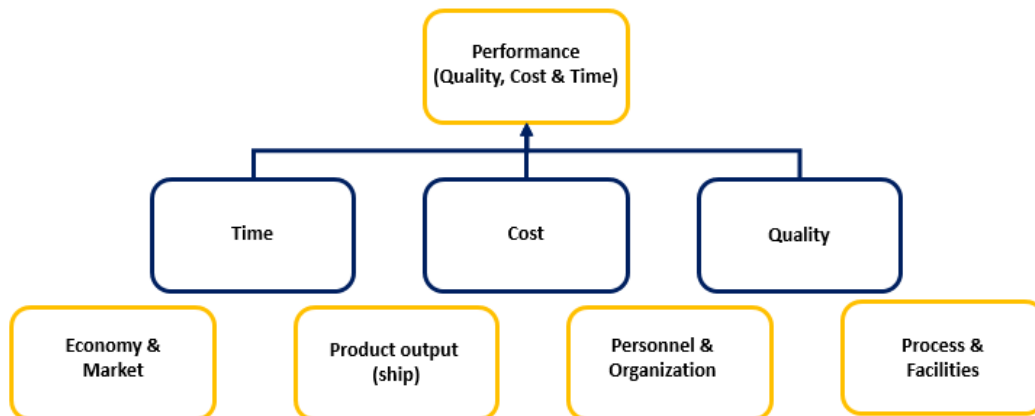 Performance
(Quality, Cost & Time)
Time
Cost
Quality
Economy &
Market
Product output
(ship)
Personnel &
Organization
Process &
Facilities